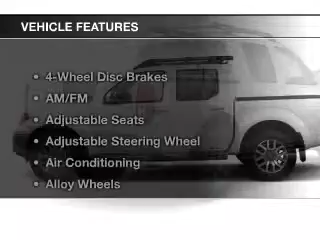 VEHICLE FEATURES
• 4-Wheel Disc Brakes
• AM/FM
• Adjustable Seats
• Adjustable Steering Wheel
• Air Conditioning
• Alloy Wheels